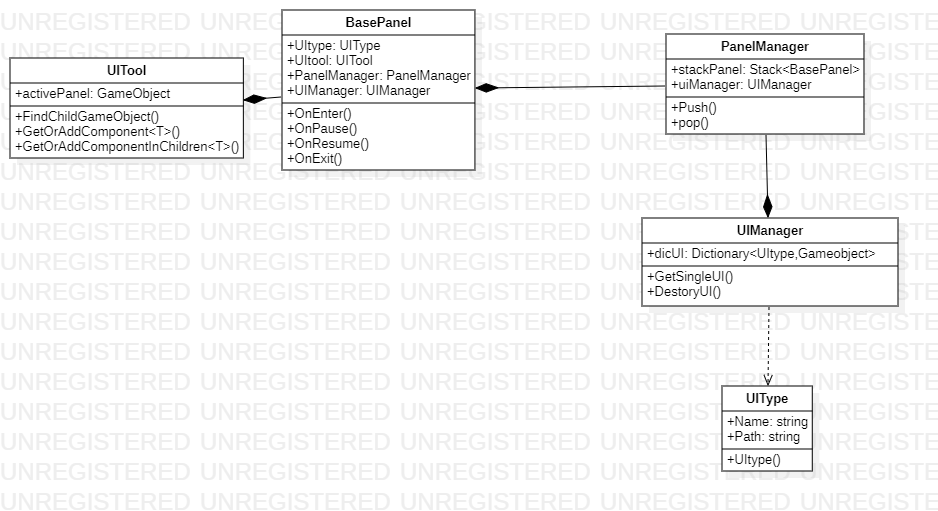 BasePanel
+UItype: UIType
+UItool: UITool
+PanelManager: PanelManager
+UIManager: UIManager
+OnEnter()
+OnPause()
+OnResume()
+OnExit()
UITool
+activePanel: GameObject
+FindChildGameObject()
+GetOrAddComponent<T>()
+GetOrAddComponentInChildren<T>()
PanelManager
+stackPanel: Stack<BasePanel>
+uiManager: UIManager
+Push()
+pop()
UIManager
+dicUI: Dictionary<UItype,Gameobject>
+GetSingleUI()
+DestoryUI()
UIType
+Name: string
+Path: string
+UItype()
UNREGISTERED UNREGISTERED UNREGISTERED UNREGISTERED UNREGISTE